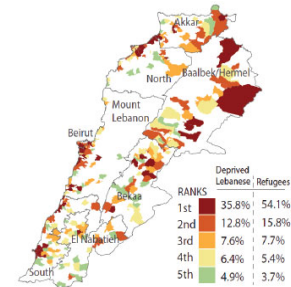 Akkar
North
Baalbek/Hermel
Mount
Lebanon
Beirut
Bekaa
El Nabatieh
South
Deprived
Lebanese Refugees
RANKS
1st 35.8% 54.1%
2nd 12.8% 15.8%
3rd 7.6% 7.7%
4th 6.4% 5.4%
5th 4.9% 3.7%